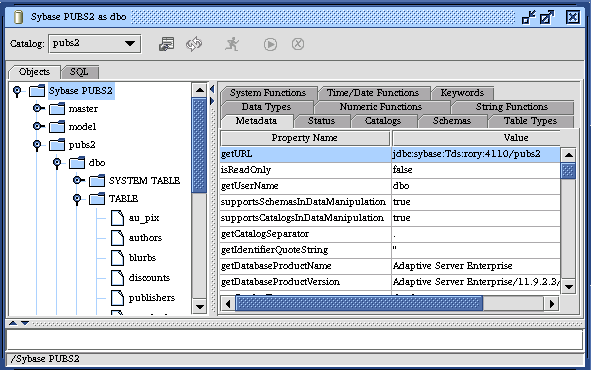 Sybase PUBS2 as dbo
Catalog: pubs2
Objects SQL
Sybase PUBS2
master
model
pubs2
dbo
SYSTEM TABLE
TABLE
au_pix
authors
blurbs
discounts
publishers
System Functions Time/Date Functions Keywords
Data Types Numeric Functions String Functions
Metadata Status Catalogs Schemas Table Types
Property Name Value
getURL jdbc:sybase:Tds:rory:4110/pubs2
isReadOnly false
getUserName dbo
supportsSchemasInDataManipulation true
supportsCatalogsInDataManipulation true
getCatalogSeparator .
getIdentifierQuoteString "
getDatabaseProductName Adaptive Server Enterprise
getDatabaseProductVersion Adaptive Server Enterprise/11.9.2.3/
/Sybase PUBS2